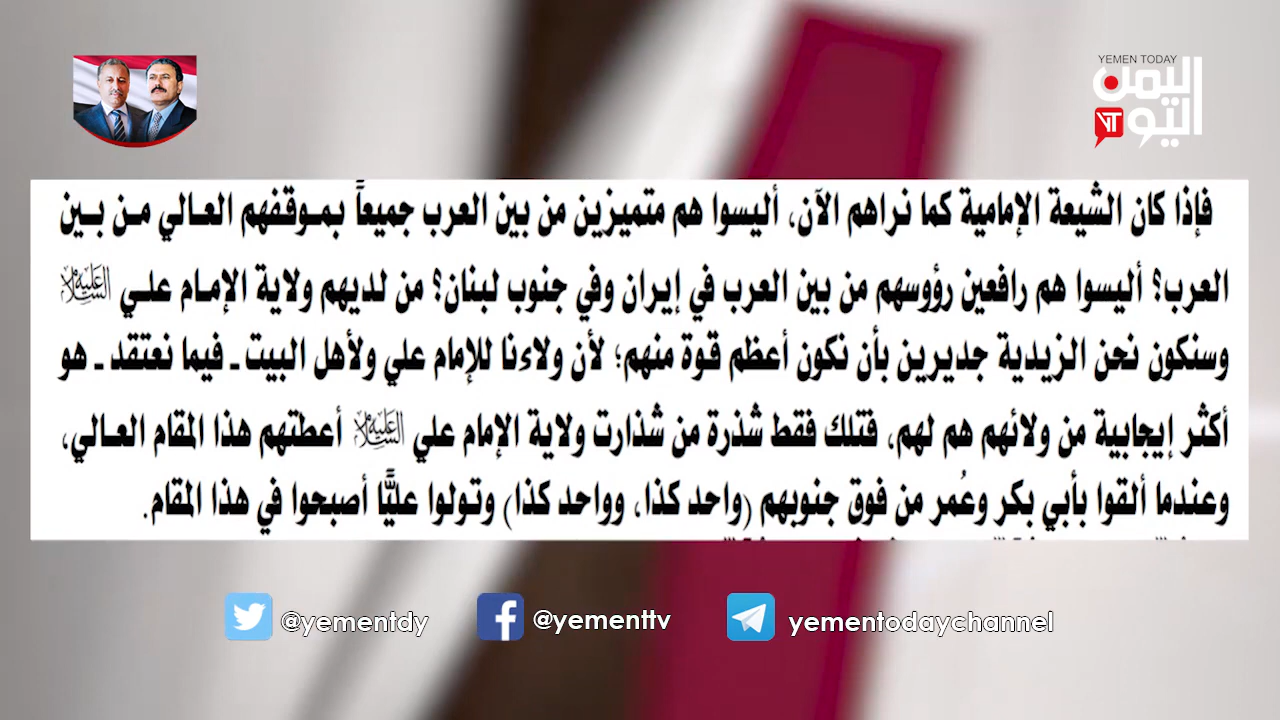 YEMEN TODAY
اليمن
اليوم
YT
فإذا كان الشيعة الإمامية كما نراهم الآن، أليسوا هم متميزين من بين العرب جميعاً بموقفهم العالي من بين
العرب؟ أليسوا هم رافعين رؤوسهم من بين العرب في إيران وفي جنوب لبنان؟ من لديهم ولاية الإمام علي عليه السلام
وسنكون نحن الزيدية جديرين بأن نكون أعظم قوة منهم؛ لأن ولاءنا للإمام علي ولأهل البيت ـ فيما نعتقد ـ هو
أكثر إيجابية من ولائهم هم لهم، فتلك فقط شذرة من شذارت ولاية الإمام علي عليه السلام أعطتهم هذا المقام العالي،
وعندما ألقوا بأبي بكر وعُمر من فوق جنوبهم (واحد كذا، وواحد كذا) وتولوا عليًّا أصبحوا في هذا المقام.
@yementdy
@yementtv
yementodaychannel